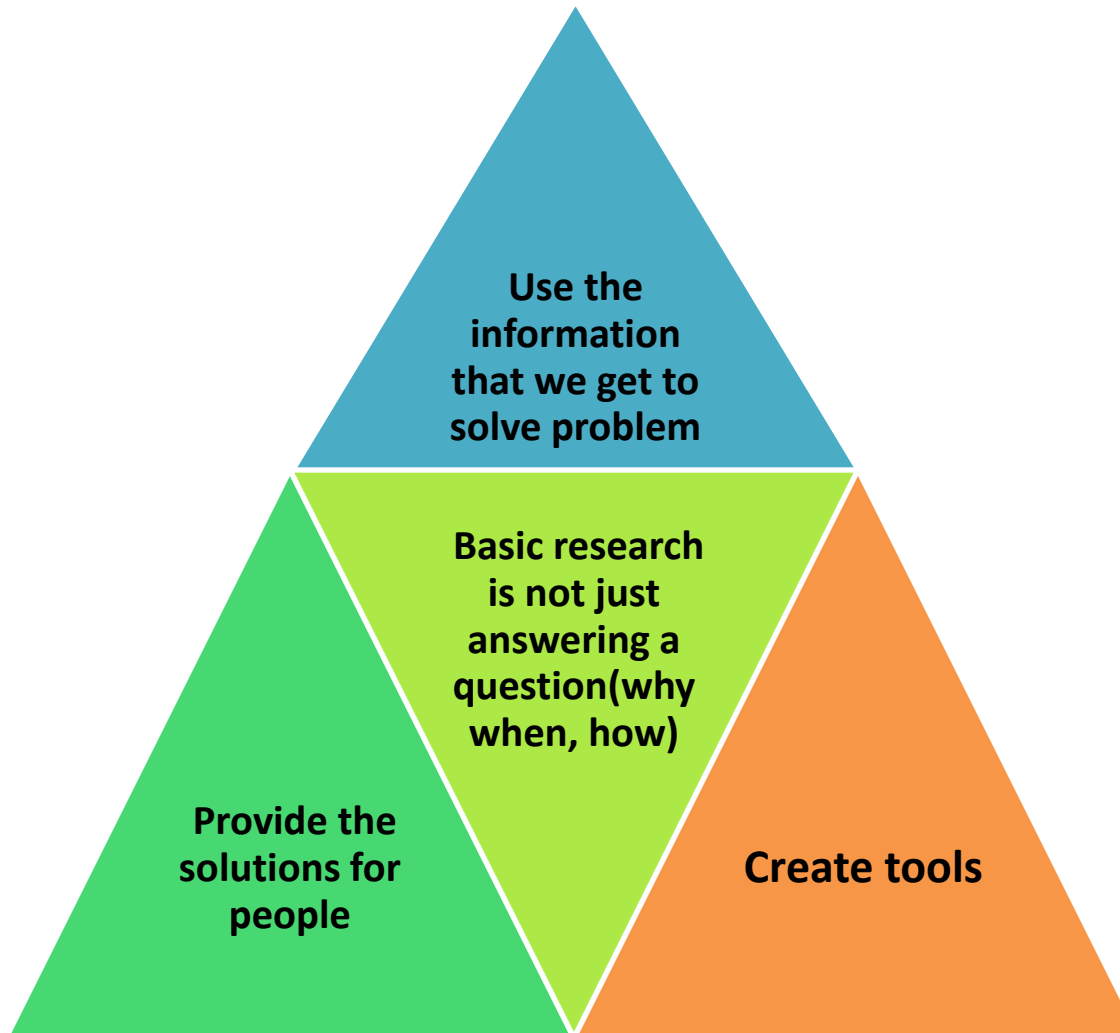 Use the
information
that we get to
solve problem
Basic research
is not just
answering a
question(why
when, how)
Provide the
solutions for
people
Create tools